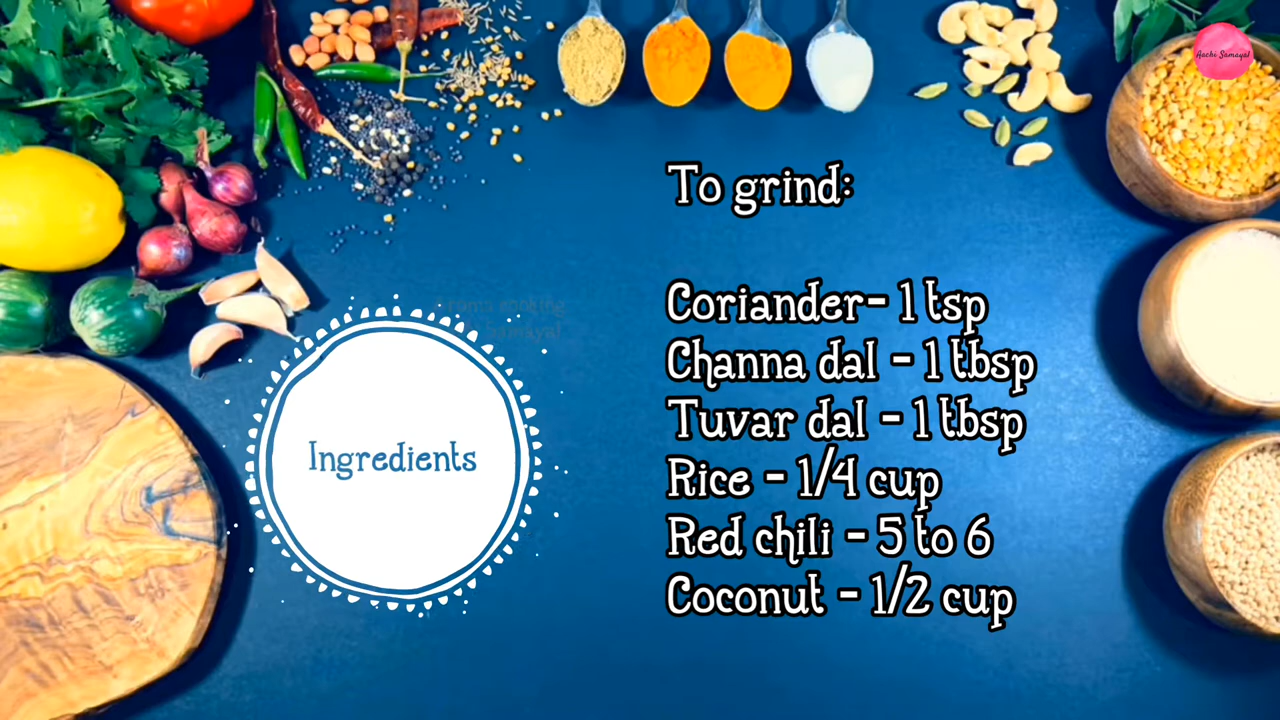 Aachi Samayal
To grind:
Coriander- 1 tsp
Channa dal - 1 tbsp
Tuvar dal - 1 tbsp
Ingredients
Rice - 1/4 cup
Red chili - 5 to 6
Coconut - 1/2 cup